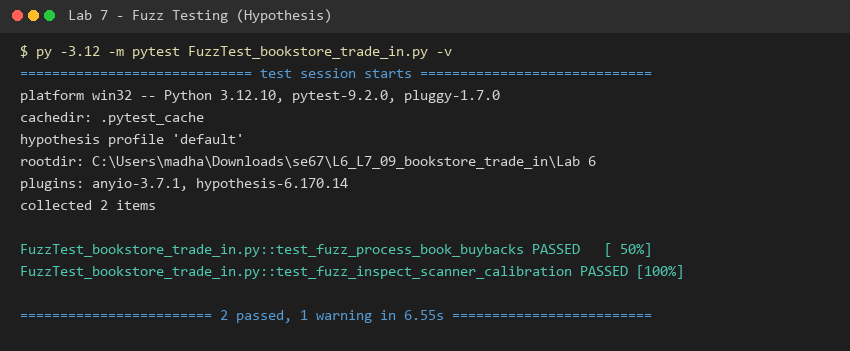 Lab 7 - Fuzz Testing (Hypothesis)
$ py -3.12 -m pytest FuzzTest_bookstore_trade_in.py -v
============================= test session starts =============================
platform win32 -- Python 3.12.10, pytest-9.2.0, pluggy-1.7.0
cachedir: .pytest_cache
hypothesis profile 'default'
rootdir: C:\Users\madha\Downloads\se67\L6_L7_09_bookstore_trade_in\Lab 6
plugins: anyio-3.7.1, hypothesis-6.170.14
collected 2 items
FuzzTest_bookstore_trade_in.py::test_fuzz_process_book_buybacks PASSED   [ 50%]
FuzzTest_bookstore_trade_in.py::test_fuzz_inspect_scanner_calibration PASSED [100%]
======================== 2 passed, 1 warning in 6.55s =========================